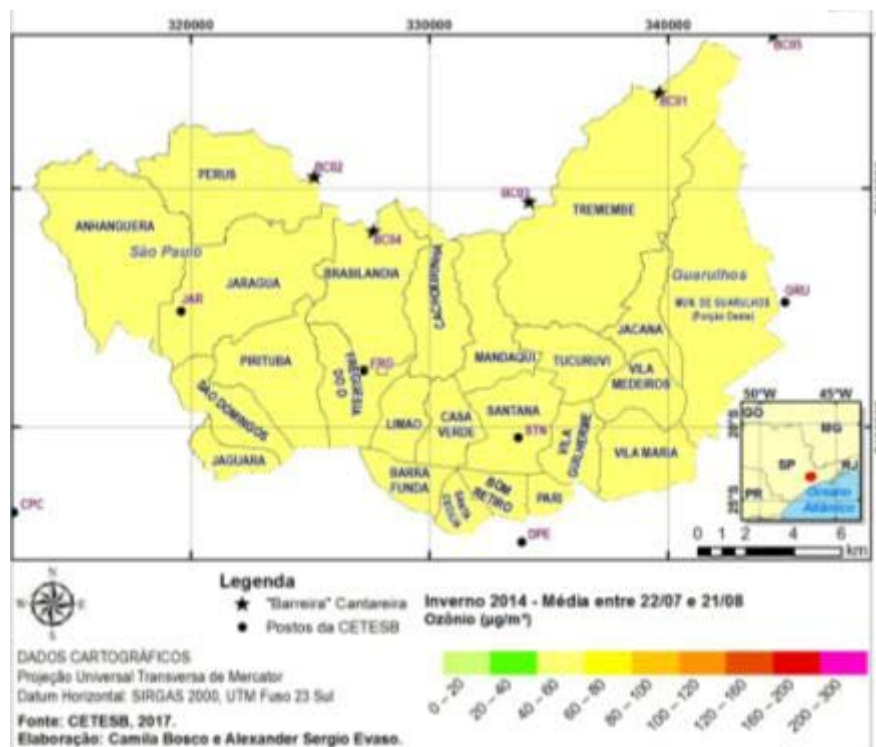 320000 330000 340000
BC05
BC01
BC02
PERUS
BC03
TREMEMBE
ANHANGUERA
São Paulo
BC04
JARAGUA
BRASILANDIA
CACHOEIRINHA
Guarulhos
GRU
MUN. DE GUARULHOS
(Porção Oeste)
JAR
JACANA
PIRITUBA
FREGUESIA
DO O
FRO
MANDAQUI
TUCURUVI
VILA
MEDEIROS
SAO DOMINGOS
LIMAO
CASA
VERDE
SANTANA
STN
VILA
GUILHERME
VILA MARIA
JAGUARA
BARRA
FUNDA
SANTA
CECILIA
BOM
RETIRO
PARI
CPC
DPE
50°W 45°W
GO
MG
20°S
SP
RJ
PR
25°S
Oceano
Atlântico
0 1 2 4 6
km
N
W E
S
Legenda
"Barreira" Cantareira
Postos da CETESB
Inverno 2014 - Média entre 22/07 e 21/08
Ozônio (µg/m³)
DADOS CARTOGRÁFICOS
Projeção Universal Transversa de Mercator
Datum Horizontal: SIRGAS 2000, UTM Fuso 23 Sul
Fonte: CETESB, 2017.
Elaboração: Camila Bosco e Alexander Sergio Evaso.
0 – 20
20 – 40
40 – 60
60 – 80
80 – 100
100 – 120
120 – 160
160 – 200
200 – 300